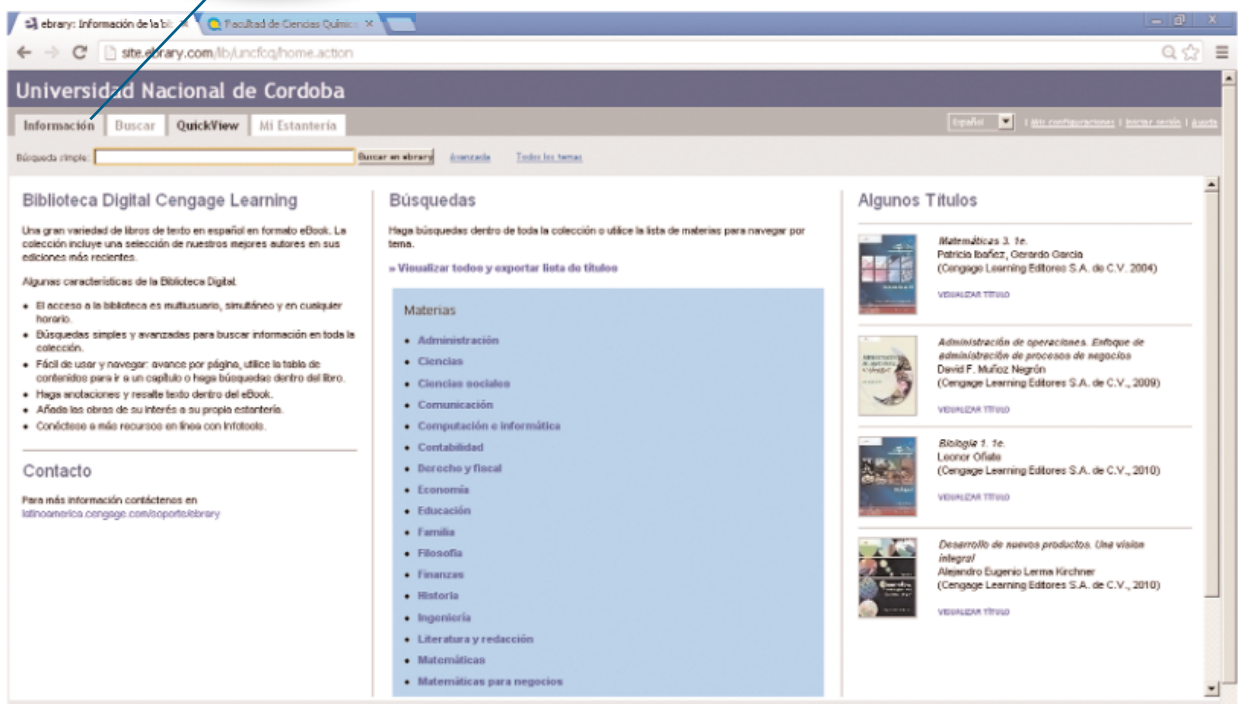 ebrary: Información de la bi
Facultad de Ciencias Químic
site.ebrary.com/lib/uncfcq/home.action
Universidad Nacional de Cordoba
Información Buscar QuickView Mi Estantería
Español | Mis configuraciones | Iniciar sesión | Ayuda
Búsqueda simple: Buscar en ebrary Avanzada Todos los temas
Biblioteca Digital Cengage Learning
Una gran variedad de libros de texto en español en formato eBook. La
colección incluye una selección de nuestros mejores autores en sus
ediciones más recientes.
Algunas características de la Biblioteca Digital:
• El acceso a la biblioteca es multiusuario, simultáneo y en cualquier
horario.
• Búsquedas simples y avanzadas para buscar información en toda la
colección.
• Fácil de usar y navegar: avance por página, utilice la tabla de
contenidos para ir a un capítulo o haga búsquedas dentro del libro.
• Haga anotaciones y resalte texto dentro del eBook.
• Añada las obras de su interés a su propia estantería.
• Conéctese a más recursos en línea con Infotools.
Contacto
Para más información contáctenos en
latinoamerica.cengage.com/soporte/ebrary
Búsquedas
Haga búsquedas dentro de toda la colección o utilice la lista de materias para navegar por
tema.
» Visualizar todos y exportar lista de títulos
Materias
• Administración
• Ciencias
• Ciencias sociales
• Comunicación
• Computación e informática
• Contabilidad
• Derecho y fiscal
• Economía
• Educación
• Familia
• Filosofía
• Finanzas
• Historia
• Ingeniería
• Literatura y redacción
• Matemáticas
• Matemáticas para negocios
Algunos Títulos
Matemáticas 3. 1e.
Patricia Ibañez, Gerardo García
(Cengage Learning Editores S.A. de C.V. 2004)
VISUALIZAR TÍTULO
Administración de operaciones. Enfoque de
administración de procesos de negocios
David F. Muñoz Negrón
(Cengage Learning Editores S.A. de C.V., 2009)
VISUALIZAR TÍTULO
Biología 1. 1e.
Leonor Oñate
(Cengage Learning Editores S.A. de C.V., 2010)
VISUALIZAR TÍTULO
Desarrollo de nuevos productos. Una vision
integral
Alejandro Eugenio Lerma Kirchner
(Cengage Learning Editores S.A. de C.V., 2010)
VISUALIZAR TÍTULO